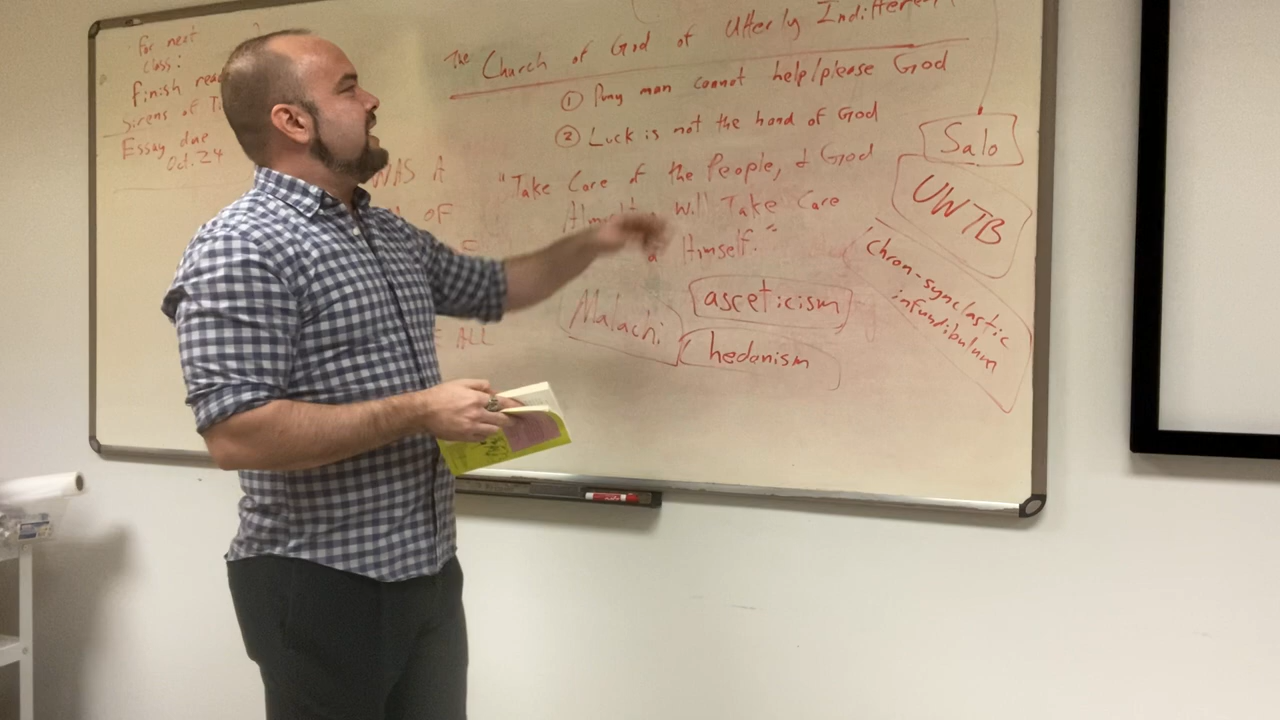 For next
class:
finish
Sirens of
Essay due
Oct. 24
WAS A
OF
ALL
The Church of God of Utterly
① Puny man cannot help/please God
② Luck is not the hand of God
"Take Care of the People, & God
Will Take Care
Himself."
Salo
UWTB
chron-synclastic
infundibulum
Malachi
asceticism
hedonism